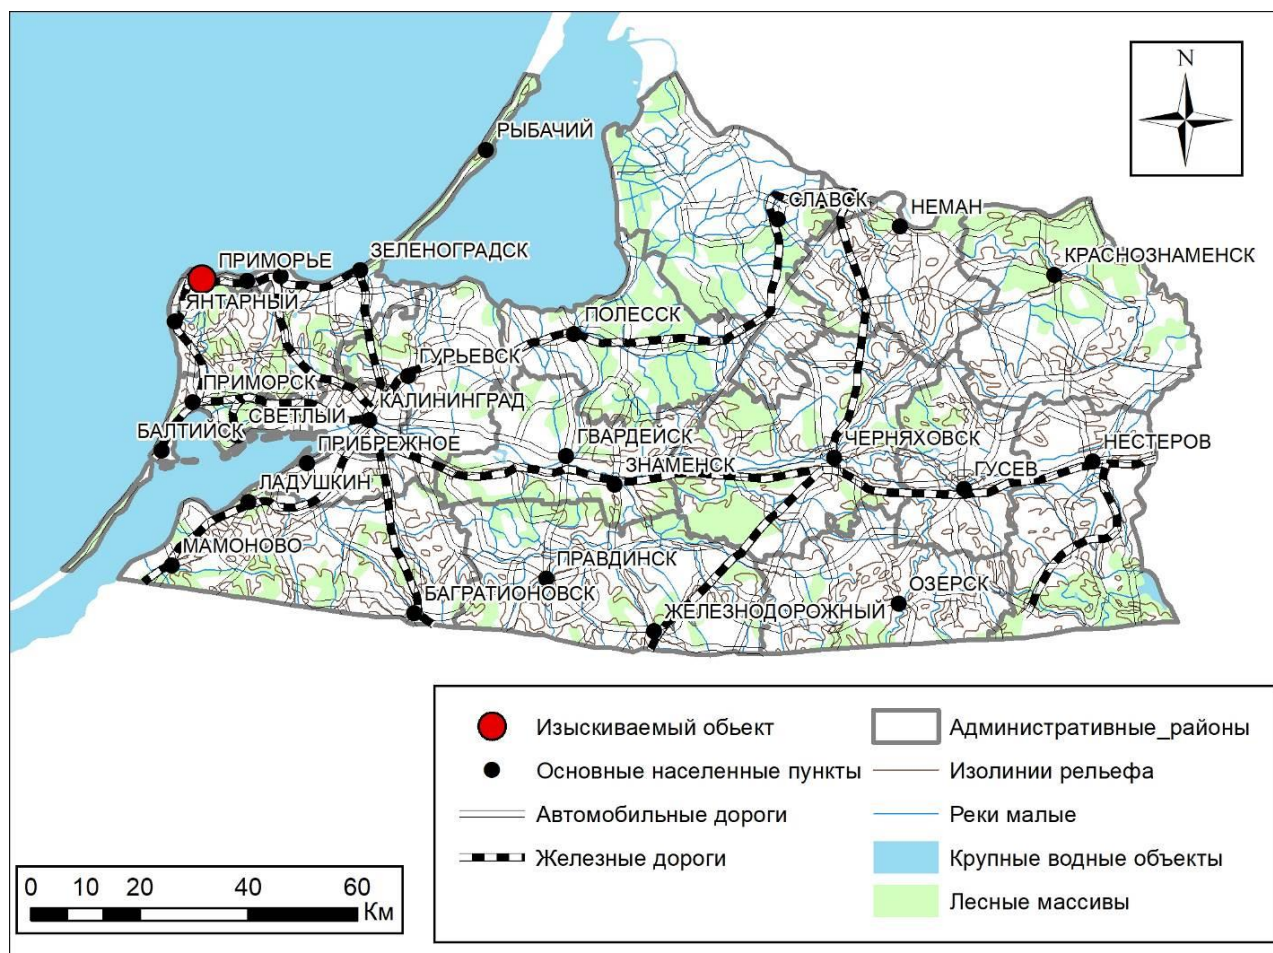 N
РЫБАЧИЙ
СЛАВСК
НЕМАН
ЗЕЛЕНОГРАДСК
ПРИМОРЬЕ
КРАСНОЗНАМЕНСК
ЯНТАРНЫЙ
ПОЛЕССК
ГУРЬЕВСК
ПРИМОРСК
КАЛИНИНГРАД
СВЕТЛЫЙ
БАЛТИЙСК
ПРИБРЕЖНОЕ
ГВАРДЕЙСК
ЧЕРНЯХОВСК
НЕСТЕРОВ
ЗНАМЕНСК
ГУСЕВ
ЛАДУШКИН
МАМОНОВО
ПРАВДИНСК
ОЗЕРСК
БАГРАТИОНОВСК
ЖЕЛЕЗНОДОРОЖНЫЙ
Изыскиваемый обьект
Основные населенные пункты
Автомобильные дороги
Железные дороги
Административные_районы
Изолинии рельефа
Реки малые
Крупные водные объекты
Лесные массивы
0 10 20 40 60
Км